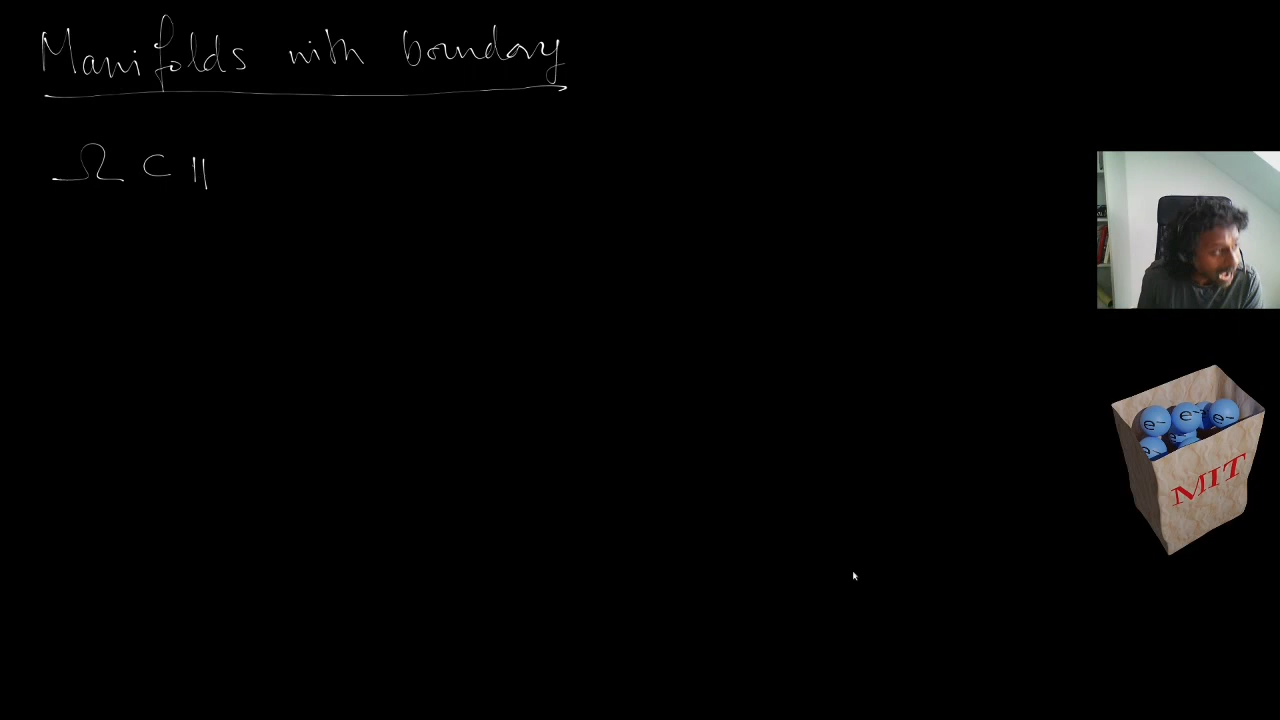 Manifolds with boundary
Ω ⊂ ||
e⁻ e⁻ e⁻
e⁻ e⁻
MIT